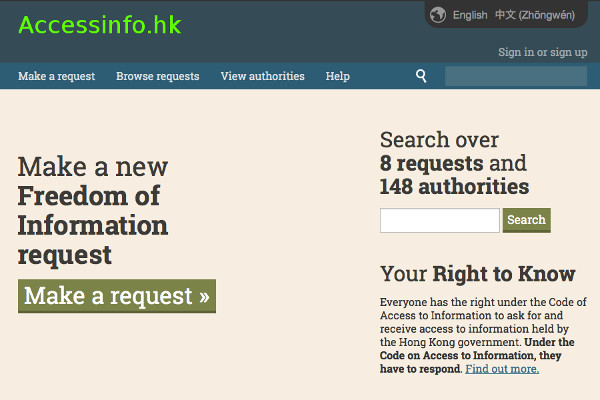 Accessinfo.hk
English 中文 (Zhōngwén)
Sign in or sign up
Make a request Browse requests View authorities Help
Make a new
Freedom of
Information
request
Make a request »
Search over
8 requests and
148 authorities
Search
Your Right to Know
Everyone has the right under the Code of
Access to Information to ask for and
receive access to information held by
the Hong Kong government. Under the
Code on Access to Information, they
have to respond. Find out more.